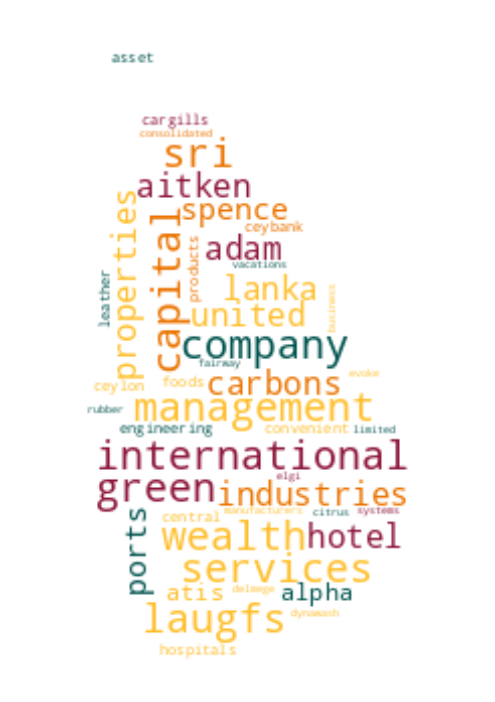 asset
cargills
consolidated
sri
aitken
properties
capital
spence
ceybank
adam
products
vacations
leather
lanka
business
united
company
fairway
evoke
ceylon
foods
carbons
rubber
management
engineering
convenient
limited
international
elgi
green
industries
ports
central
manufacturers
citrus
systems
wealth
hotel
services
atis
delmege
alpha
laugfs
dynawash
hospitals